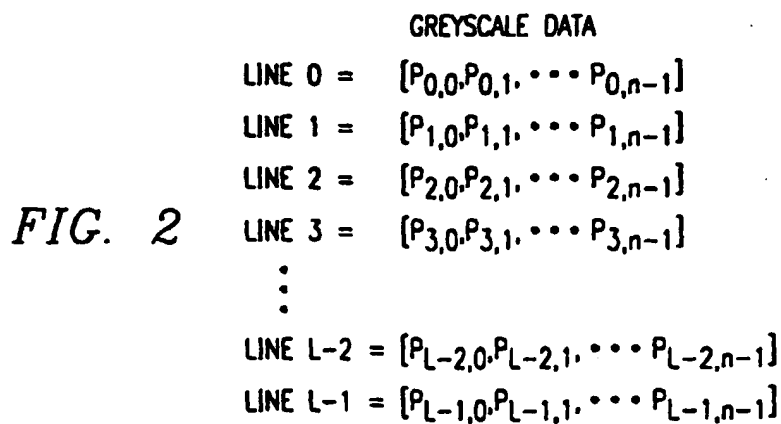 GREYSCALE DATA
LINE 0 = [P0,0,P0,1, • • • P0,n−1]
LINE 1 = [P1,0,P1,1, • • • P1,n−1]
LINE 2 = [P2,0,P2,1, • • • P2,n−1]
FIG. 2
LINE 3 = [P3,0,P3,1, • • • P3,n−1]
•
•
•
LINE L−2 = [PL−2,0,PL−2,1, • • • PL−2,n−1]
LINE L−1 = [PL−1,0,PL−1,1, • • • PL−1,n−1]